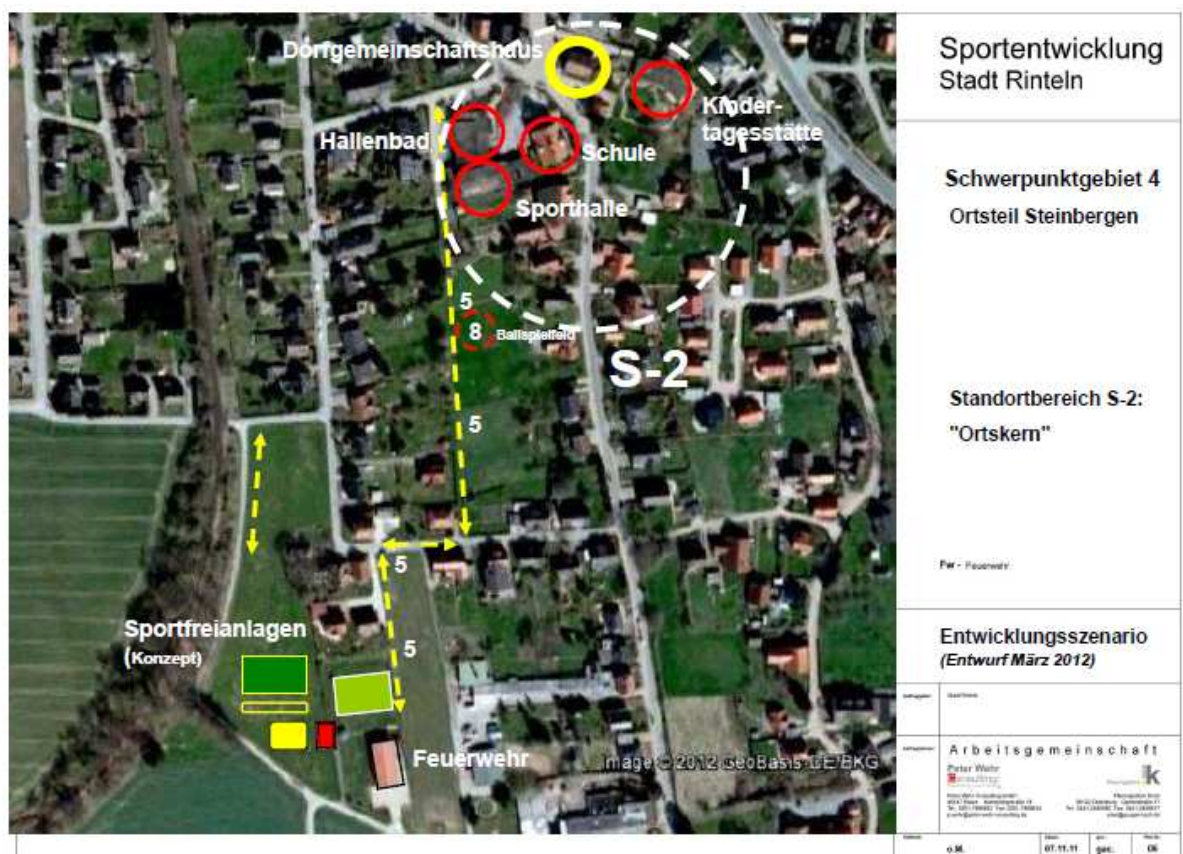 Dorfgemeinschaftshaus
Kinder-
tagesstätte
Hallenbad
Schule
Sporthalle
5
8 Ballspielfeld
S-2
5
5
5
Sportfreianlagen
(Konzept)
Feuerwehr
Image © 2012 GeoBasis-DE/BKG
Sportentwicklung
Stadt Rinteln
Schwerpunktgebiet 4
Ortsteil Steinbergen
Standortbereich S-2:
"Ortskern"
Fw - Feuerwehr
Entwicklungsszenario
(Entwurf März 2012)
Arbeitsgemeinschaft
Peter Wehr
Consulting
k
o.M. 07.11.11 gac. 06